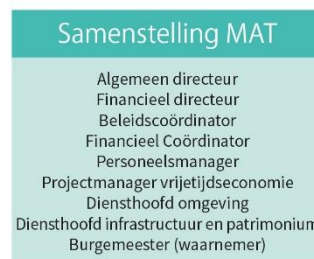 Samenstelling MAT
Algemeen directeur
Financieel directeur
Beleidscoördinator
Financieel Coördinator
Personeelsmanager
Projectmanager vrijetijdseconomie
Diensthoofd omgeving
Diensthoofd infrastructuur en patrimonium
Burgemeester (waarnemer)